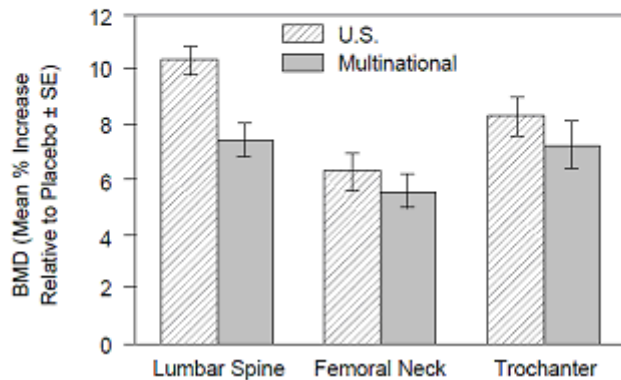 12
10
8
6
4
2
0
BMD (Mean % Increase
Relative to Placebo ± SE)
U.S.
Multinational
Lumbar Spine
Femoral Neck
Trochanter